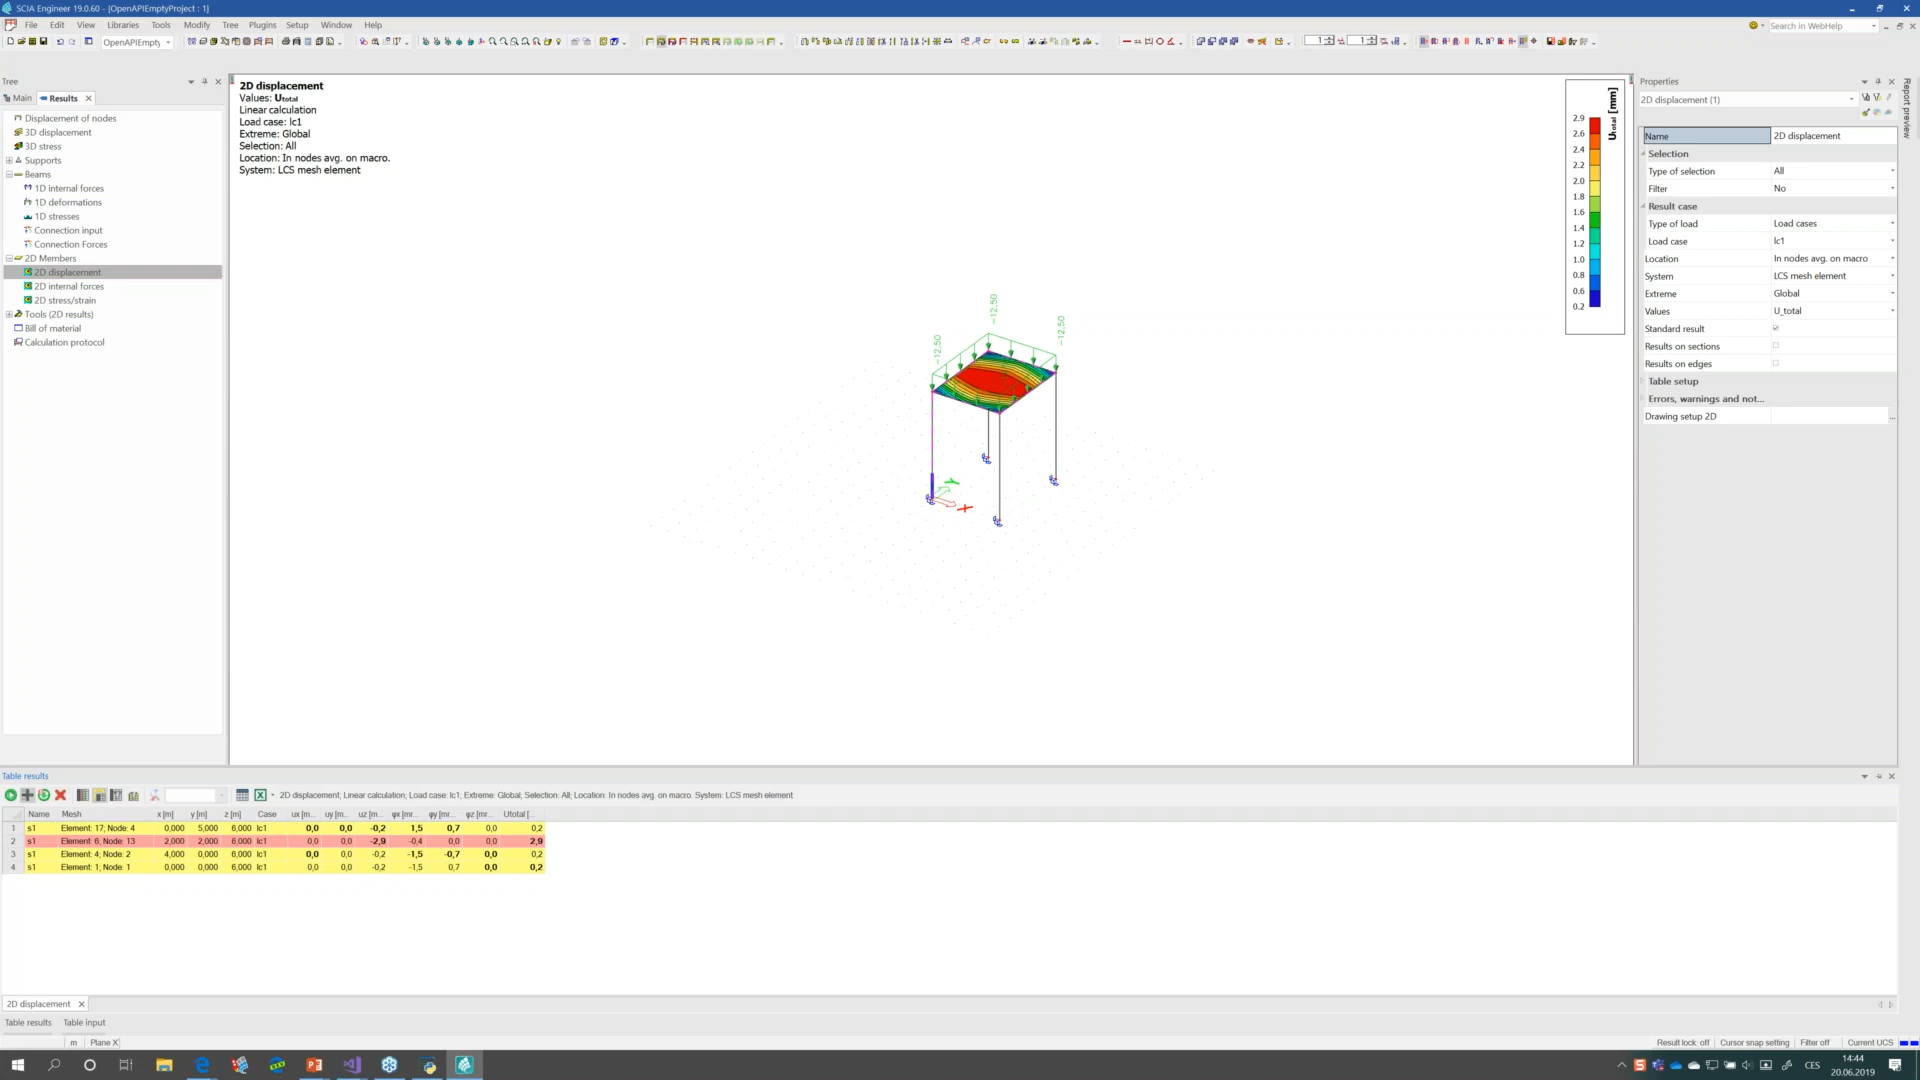 SCIA Engineer 19.0.60 - [OpenAPIEmptyProject : 1]
File Edit View Libraries Tools Modify Tree Plugins Setup Window Help
Search in WebHelp
OpenAPIEmpty
1 1
Tree
Main Results
Displacement of nodes
3D displacement
3D stress
Supports
Beams
1D internal forces
1D deformations
1D stresses
Connection input
Connection Forces
2D Members
2D displacement
2D internal forces
2D stress/strain
Tools (2D results)
Bill of material
Calculation protocol
2D displacement
Values: Utotal
Linear calculation
Load case: lc1
Extreme: Global
Selection: All
Location: In nodes avg. on macro.
System: LCS mesh element
-12,50
-12,50
-12,50
Y
X
Utotal [mm]
2.9
2.6
2.4
2.2
2.0
1.8
1.6
1.4
1.2
1.0
0.8
0.6
0.2
Properties
2D displacement (1)
Name 2D displacement
Selection
Type of selection All
Filter No
Result case
Type of load Load cases
Load case lc1
Location In nodes avg. on macro
System LCS mesh element
Extreme Global
Values U_total
Standard result
Results on sections
Results on edges
Table setup
Errors, warnings and not...
Drawing setup 2D ...
Report preview
Table results
2D displacement; Linear calculation; Load case: lc1; Extreme: Global; Selection: All; Location: In nodes avg. on macro. System: LCS mesh element
Name Mesh x [m] y [m] z [m] Case ux [m... uy [m... uz [m... φx [mr... φy [mr... φz [mr... Utotal [...
1 s1 Element: 17; Node: 4 0,000 5,000 6,000 lc1 0,0 0,0 -0,2 1,5 0,7 0,0 0,2
2 s1 Element: 6; Node: 13 2,000 2,000 6,000 lc1 0,0 0,0 -2,9 -0,4 0,0 0,0 2,9
3 s1 Element: 4; Node: 2 4,000 0,000 6,000 lc1 0,0 0,0 -0,2 -1,5 -0,7 0,0 0,2
4 s1 Element: 1; Node: 1 0,000 0,000 6,000 lc1 0,0 0,0 -0,2 -1,5 0,7 0,0 0,2
2D displacement
Table results Table input
m Plane X
Result lock: off Cursor snap setting Filter off Current UCS
CES
14:44
20.06.2019